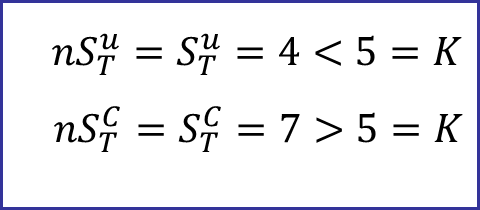 nS_T^u = S_T^u = 4 < 5 = K
nS_T^C = S_T^C = 7 > 5 = K